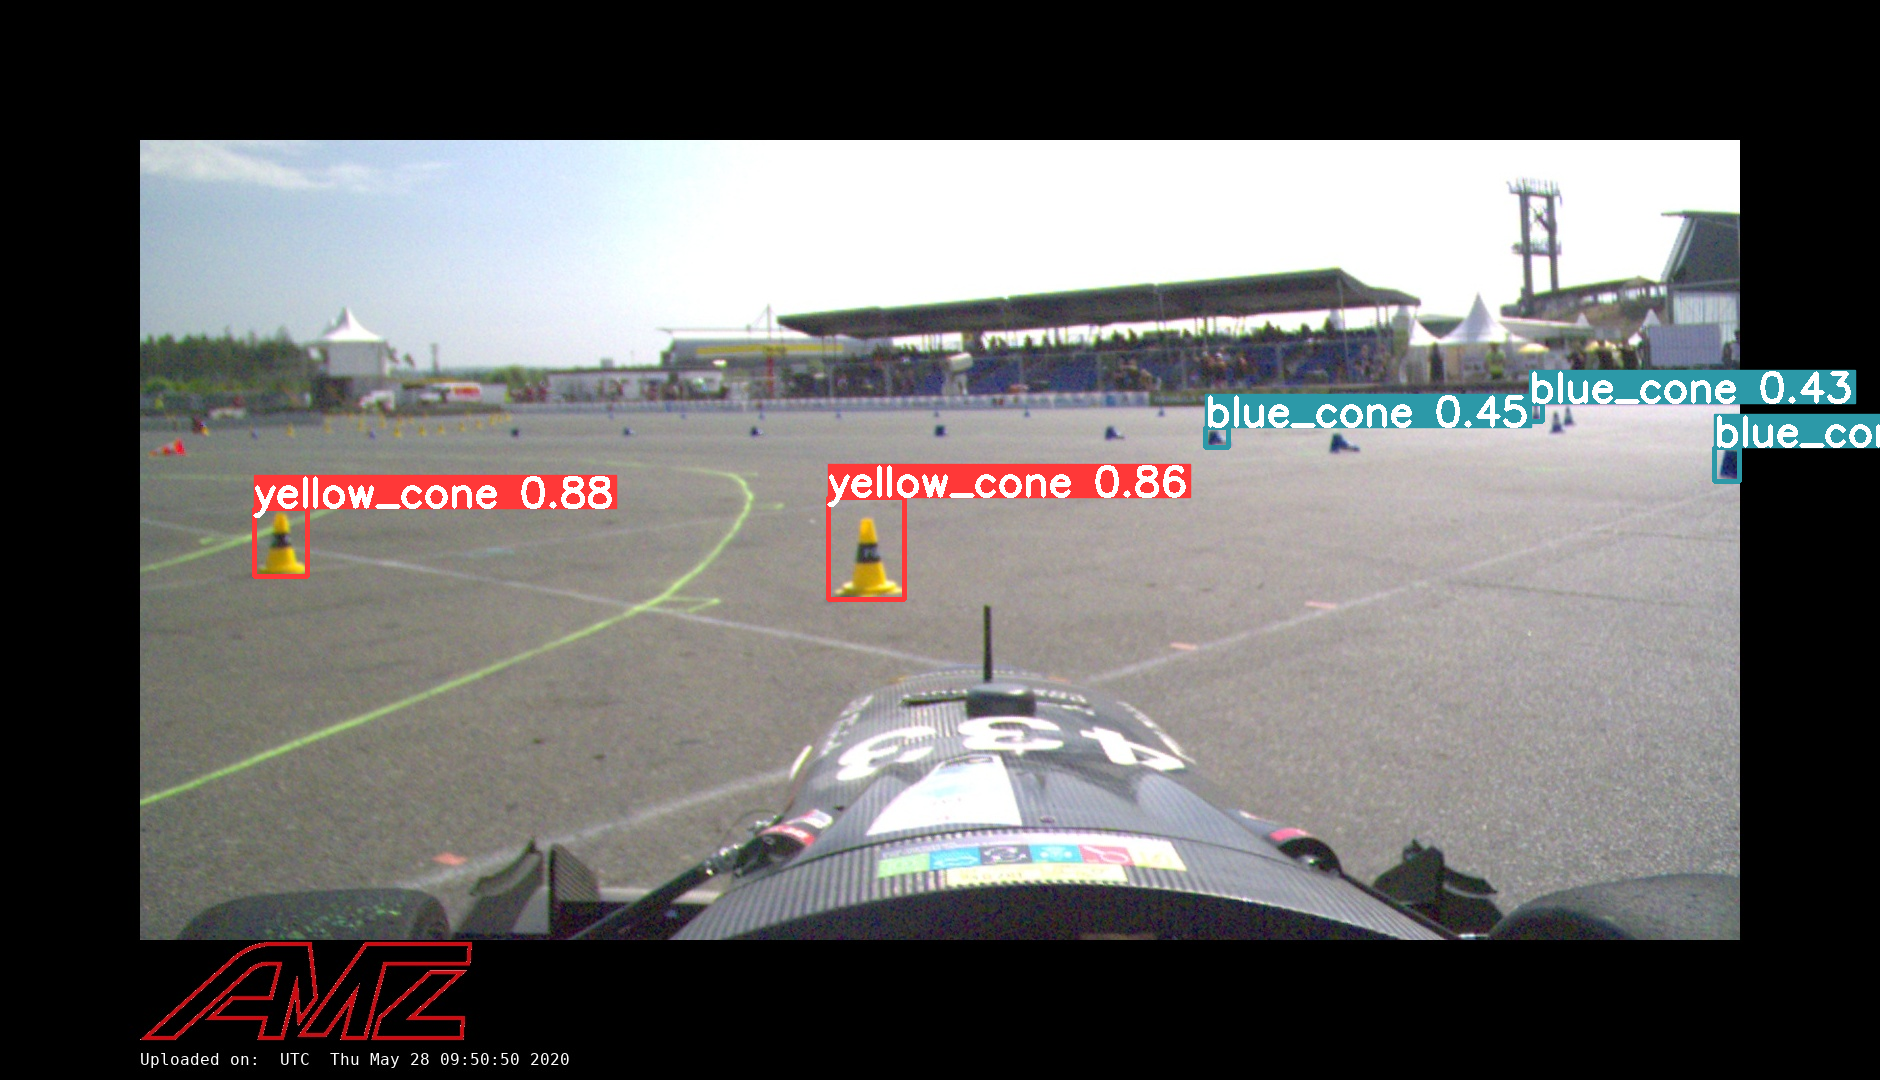 blue_cone 0.43
blue_cone 0.45
blue_co
yellow_cone 0.88
yellow_cone 0.86
433
AMZ
Uploaded on:  UTC  Thu May 28 09:50:50 2020